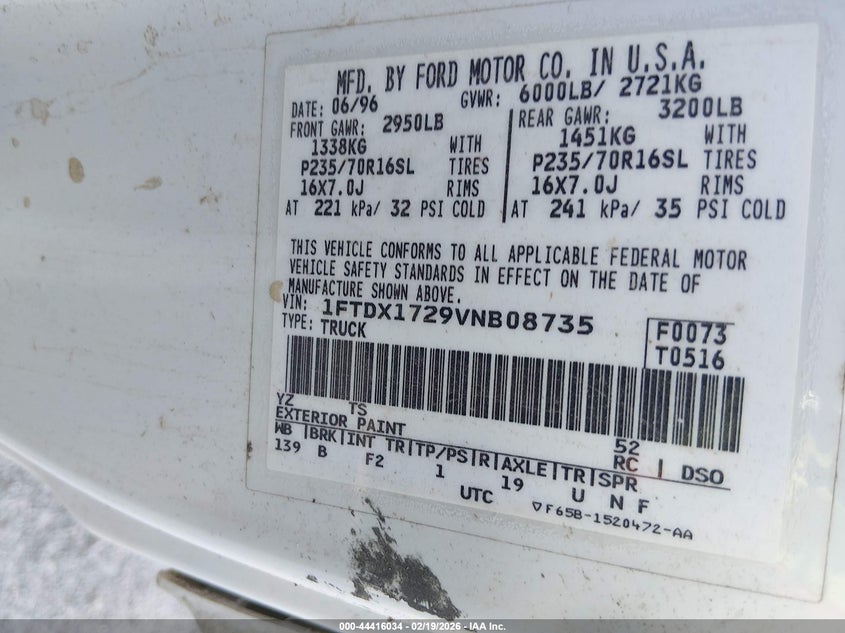 MFD. BY FORD MOTOR CO. IN U.S.A.
DATE: 06/96 GVWR: 6000LB/ 2721KG
FRONT GAWR: 2950LB
1338KG WITH
P235/70R16SL TIRES
16X7.0J RIMS
AT 221 kPa/ 32 PSI COLD
REAR GAWR: 3200LB
1451KG WITH
P235/70R16SL TIRES
16X7.0J RIMS
AT 241 kPa/ 35 PSI COLD
THIS VEHICLE CONFORMS TO ALL APPLICABLE FEDERAL MOTOR
VEHICLE SAFETY STANDARDS IN EFFECT ON THE DATE OF
MANUFACTURE SHOWN ABOVE.
VIN: 1FTDX1729VNB08735
TYPE: TRUCK
F0073
T0516
YZ TS 52
EXTERIOR PAINT RC DSO
WB BRK INT TR TP/PS R AXLE TR SPR
139 B F2 1 19 U N F
UTC ▽F65B-1520472-AA
000-44416034 - 02/19/2026 - IAA Inc.